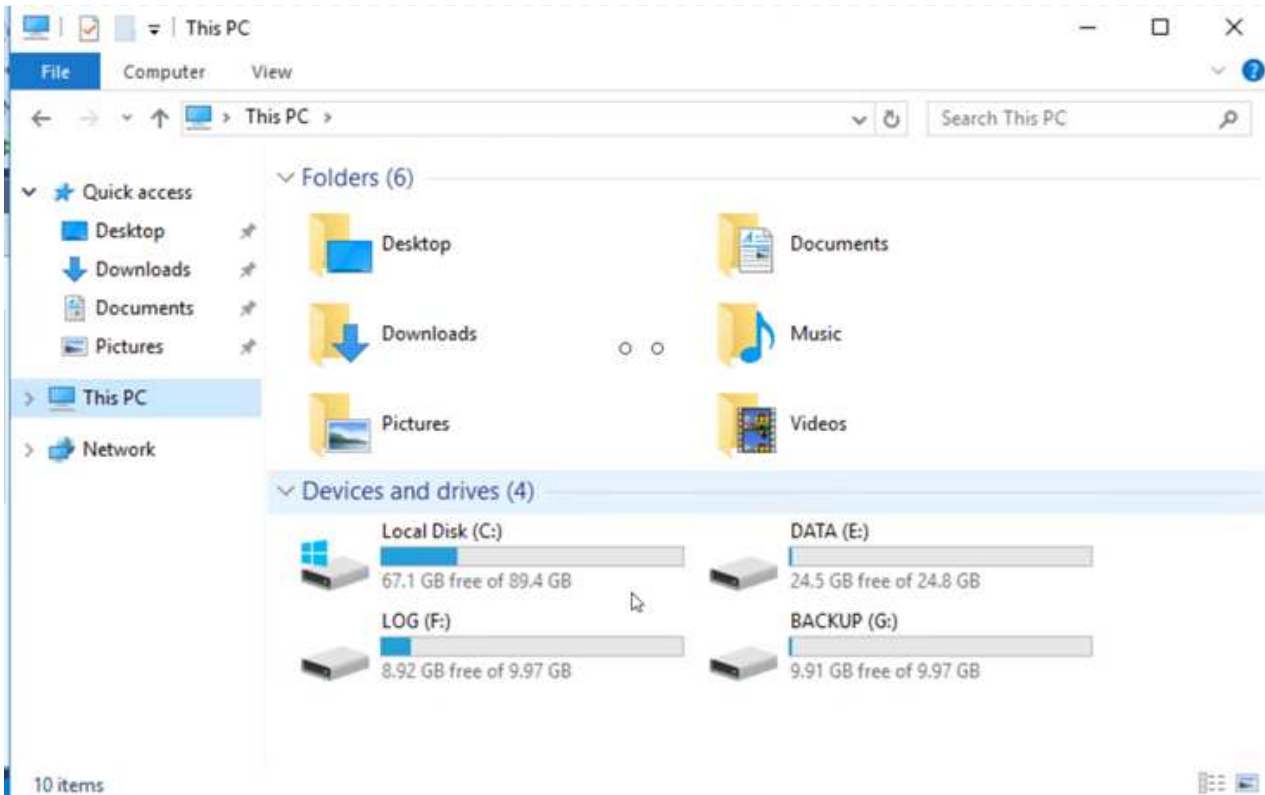 This PC
File Computer View
This PC
Search This PC
Quick access
Desktop
Downloads
Documents
Pictures
This PC
Network
Folders (6)
Desktop
Documents
Downloads
Music
Pictures
Videos
Devices and drives (4)
Local Disk (C:)
67.1 GB free of 89.4 GB
DATA (E:)
24.5 GB free of 24.8 GB
LOG (F:)
8.92 GB free of 9.97 GB
BACKUP (G:)
9.91 GB free of 9.97 GB
10 items